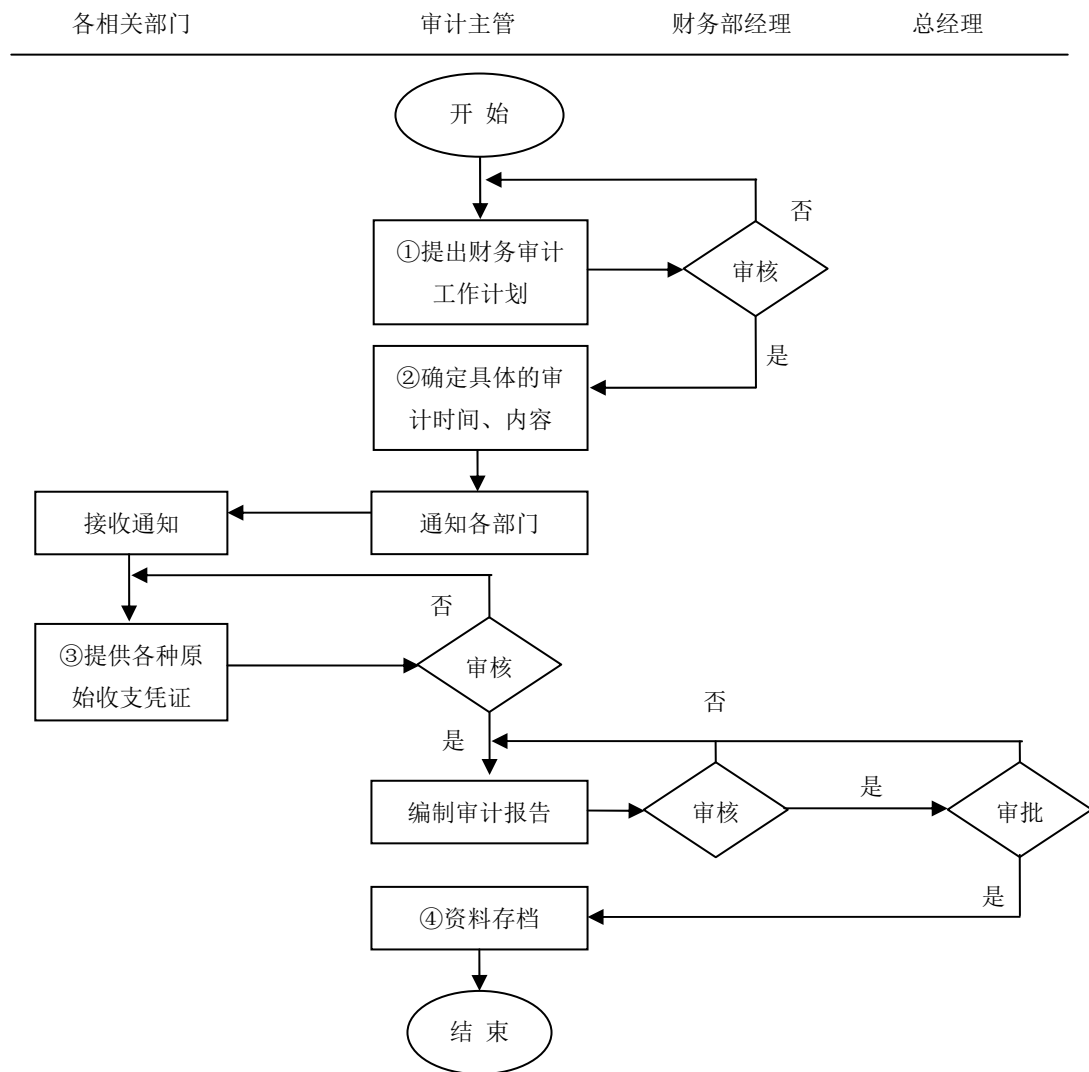 各相关部门 审计主管 财务部经理 总经理
开 始
否
①提出财务审计
工作计划
审核
是
②确定具体的审
计时间、内容
接收通知
通知各部门
否
③提供各种原
始收支凭证
审核
否
是
编制审计报告
审核
是
审批
是
④资料存档
结 束